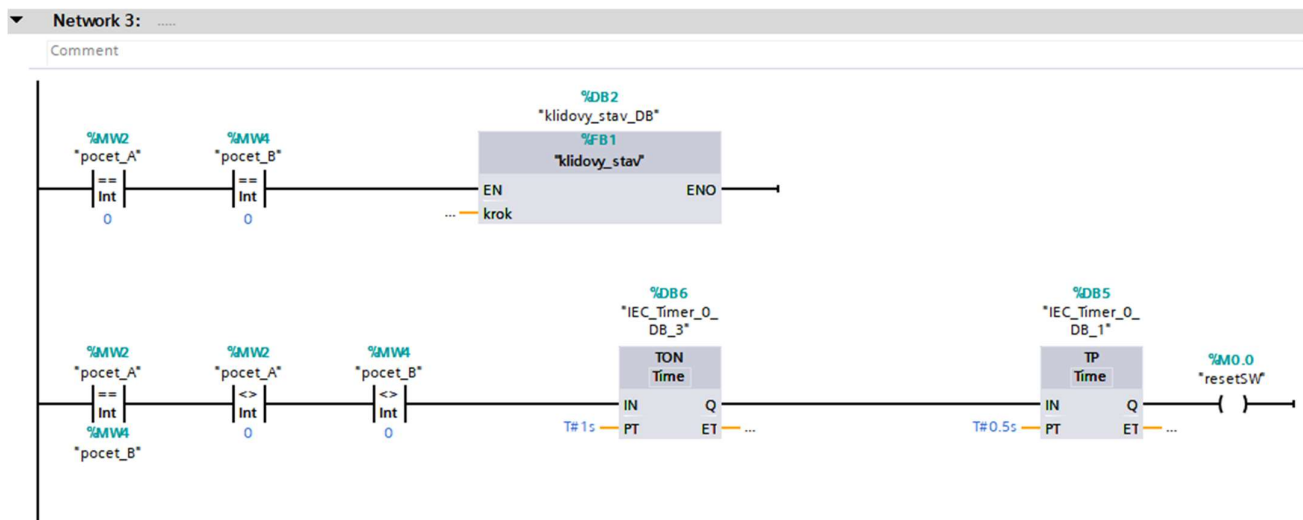 Network 3: .....
Comment
%DB2
"klidovy_stav_DB"
%FB1
"klidovy_stav"
%MW2
"pocet_A"
==
Int
0
%MW4
"pocet_B"
==
Int
0
EN
ENO
... krok
%DB6
"IEC_Timer_0_
DB_3"
TON
Time
%DB5
"IEC_Timer_0_
DB_1"
TP
Time
%MW2
"pocet_A"
==
Int
%MW4
"pocet_B"
%MW2
"pocet_A"
<>
Int
0
%MW4
"pocet_B"
<>
Int
0
IN
Q
T#1s PT
ET ...
IN
Q
T#0.5s PT
ET ...
%M0.0
"resetSW"
( )